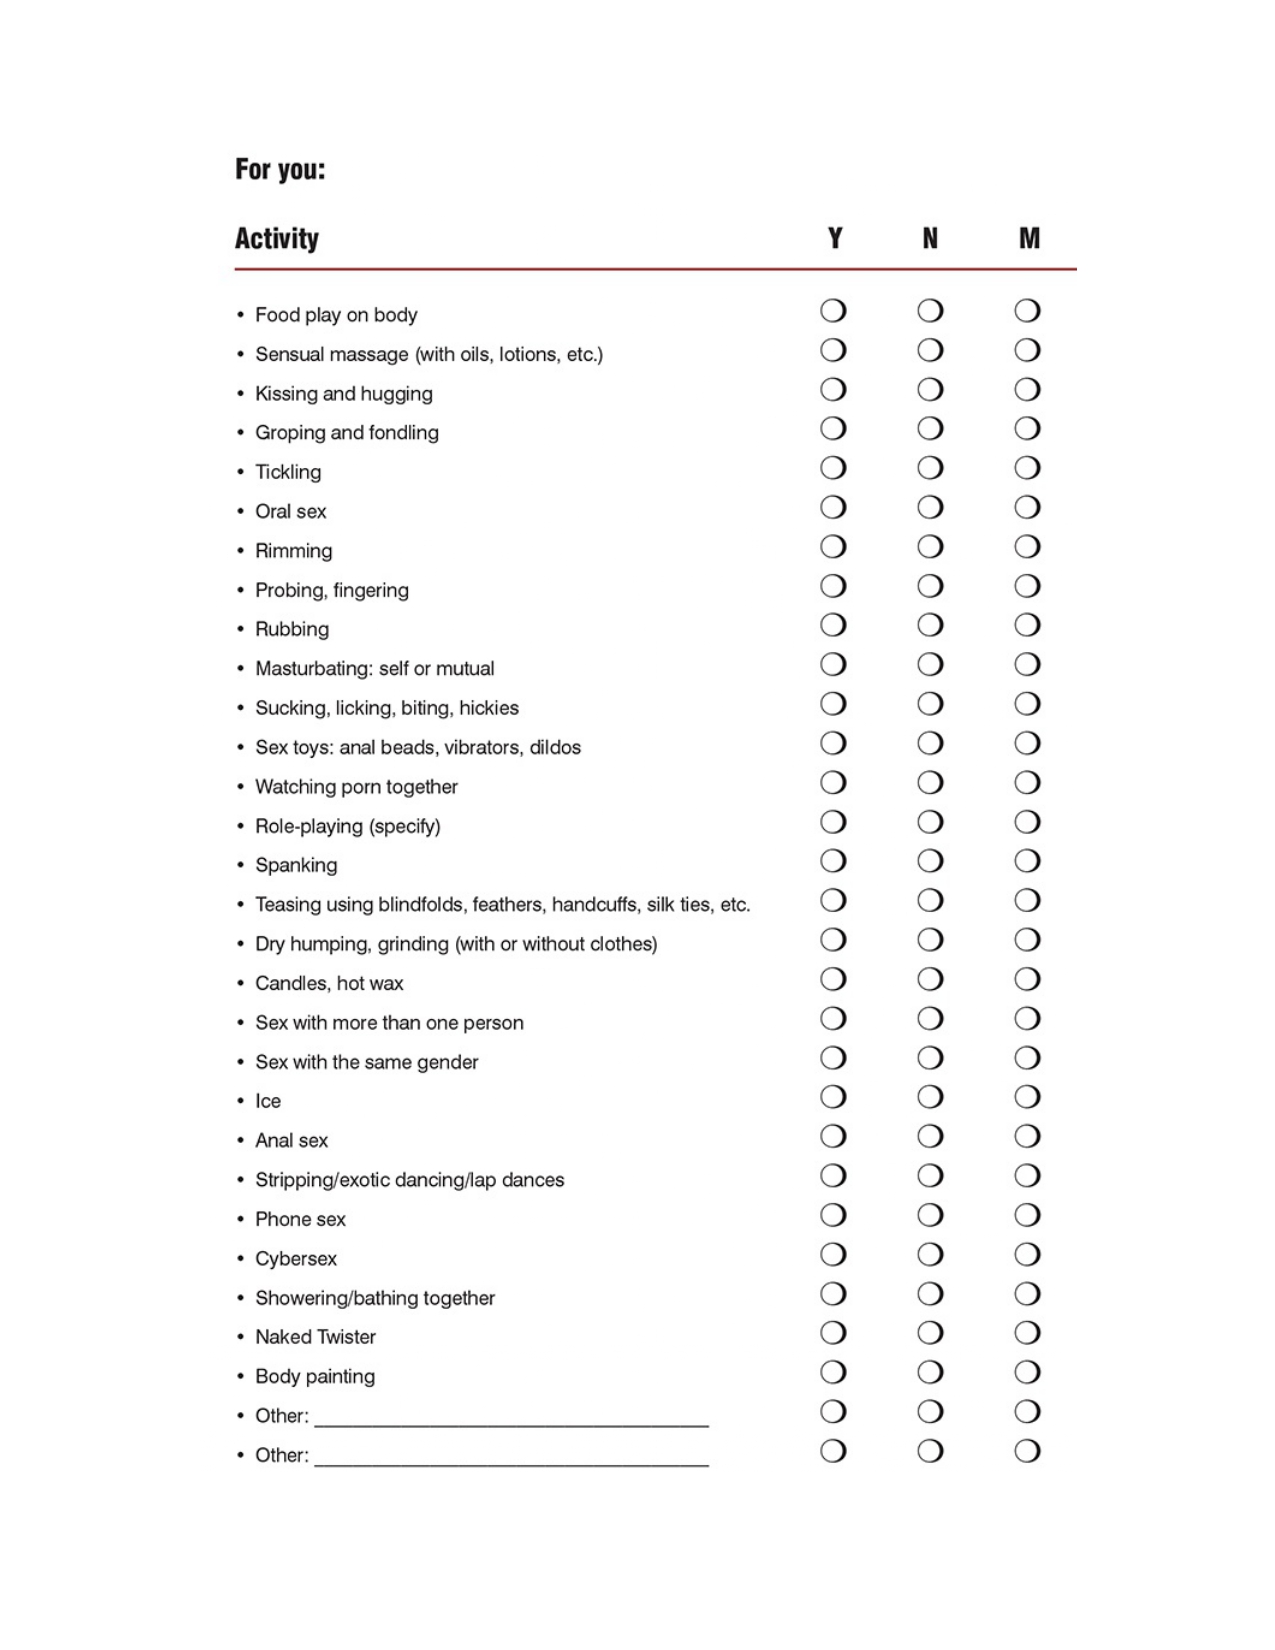 For you:
Activity Y N M
• Food play on body
• Sensual massage (with oils, lotions, etc.)
• Kissing and hugging
• Groping and fondling
• Tickling
• Oral sex
• Rimming
• Probing, fingering
• Rubbing
• Masturbating: self or mutual
• Sucking, licking, biting, hickies
• Sex toys: anal beads, vibrators, dildos
• Watching porn together
• Role-playing (specify)
• Spanking
• Teasing using blindfolds, feathers, handcuffs, silk ties, etc.
• Dry humping, grinding (with or without clothes)
• Candles, hot wax
• Sex with more than one person
• Sex with the same gender
• Ice
• Anal sex
• Stripping/exotic dancing/lap dances
• Phone sex
• Cybersex
• Showering/bathing together
• Naked Twister
• Body painting
• Other: ____________________________________
• Other: ____________________________________